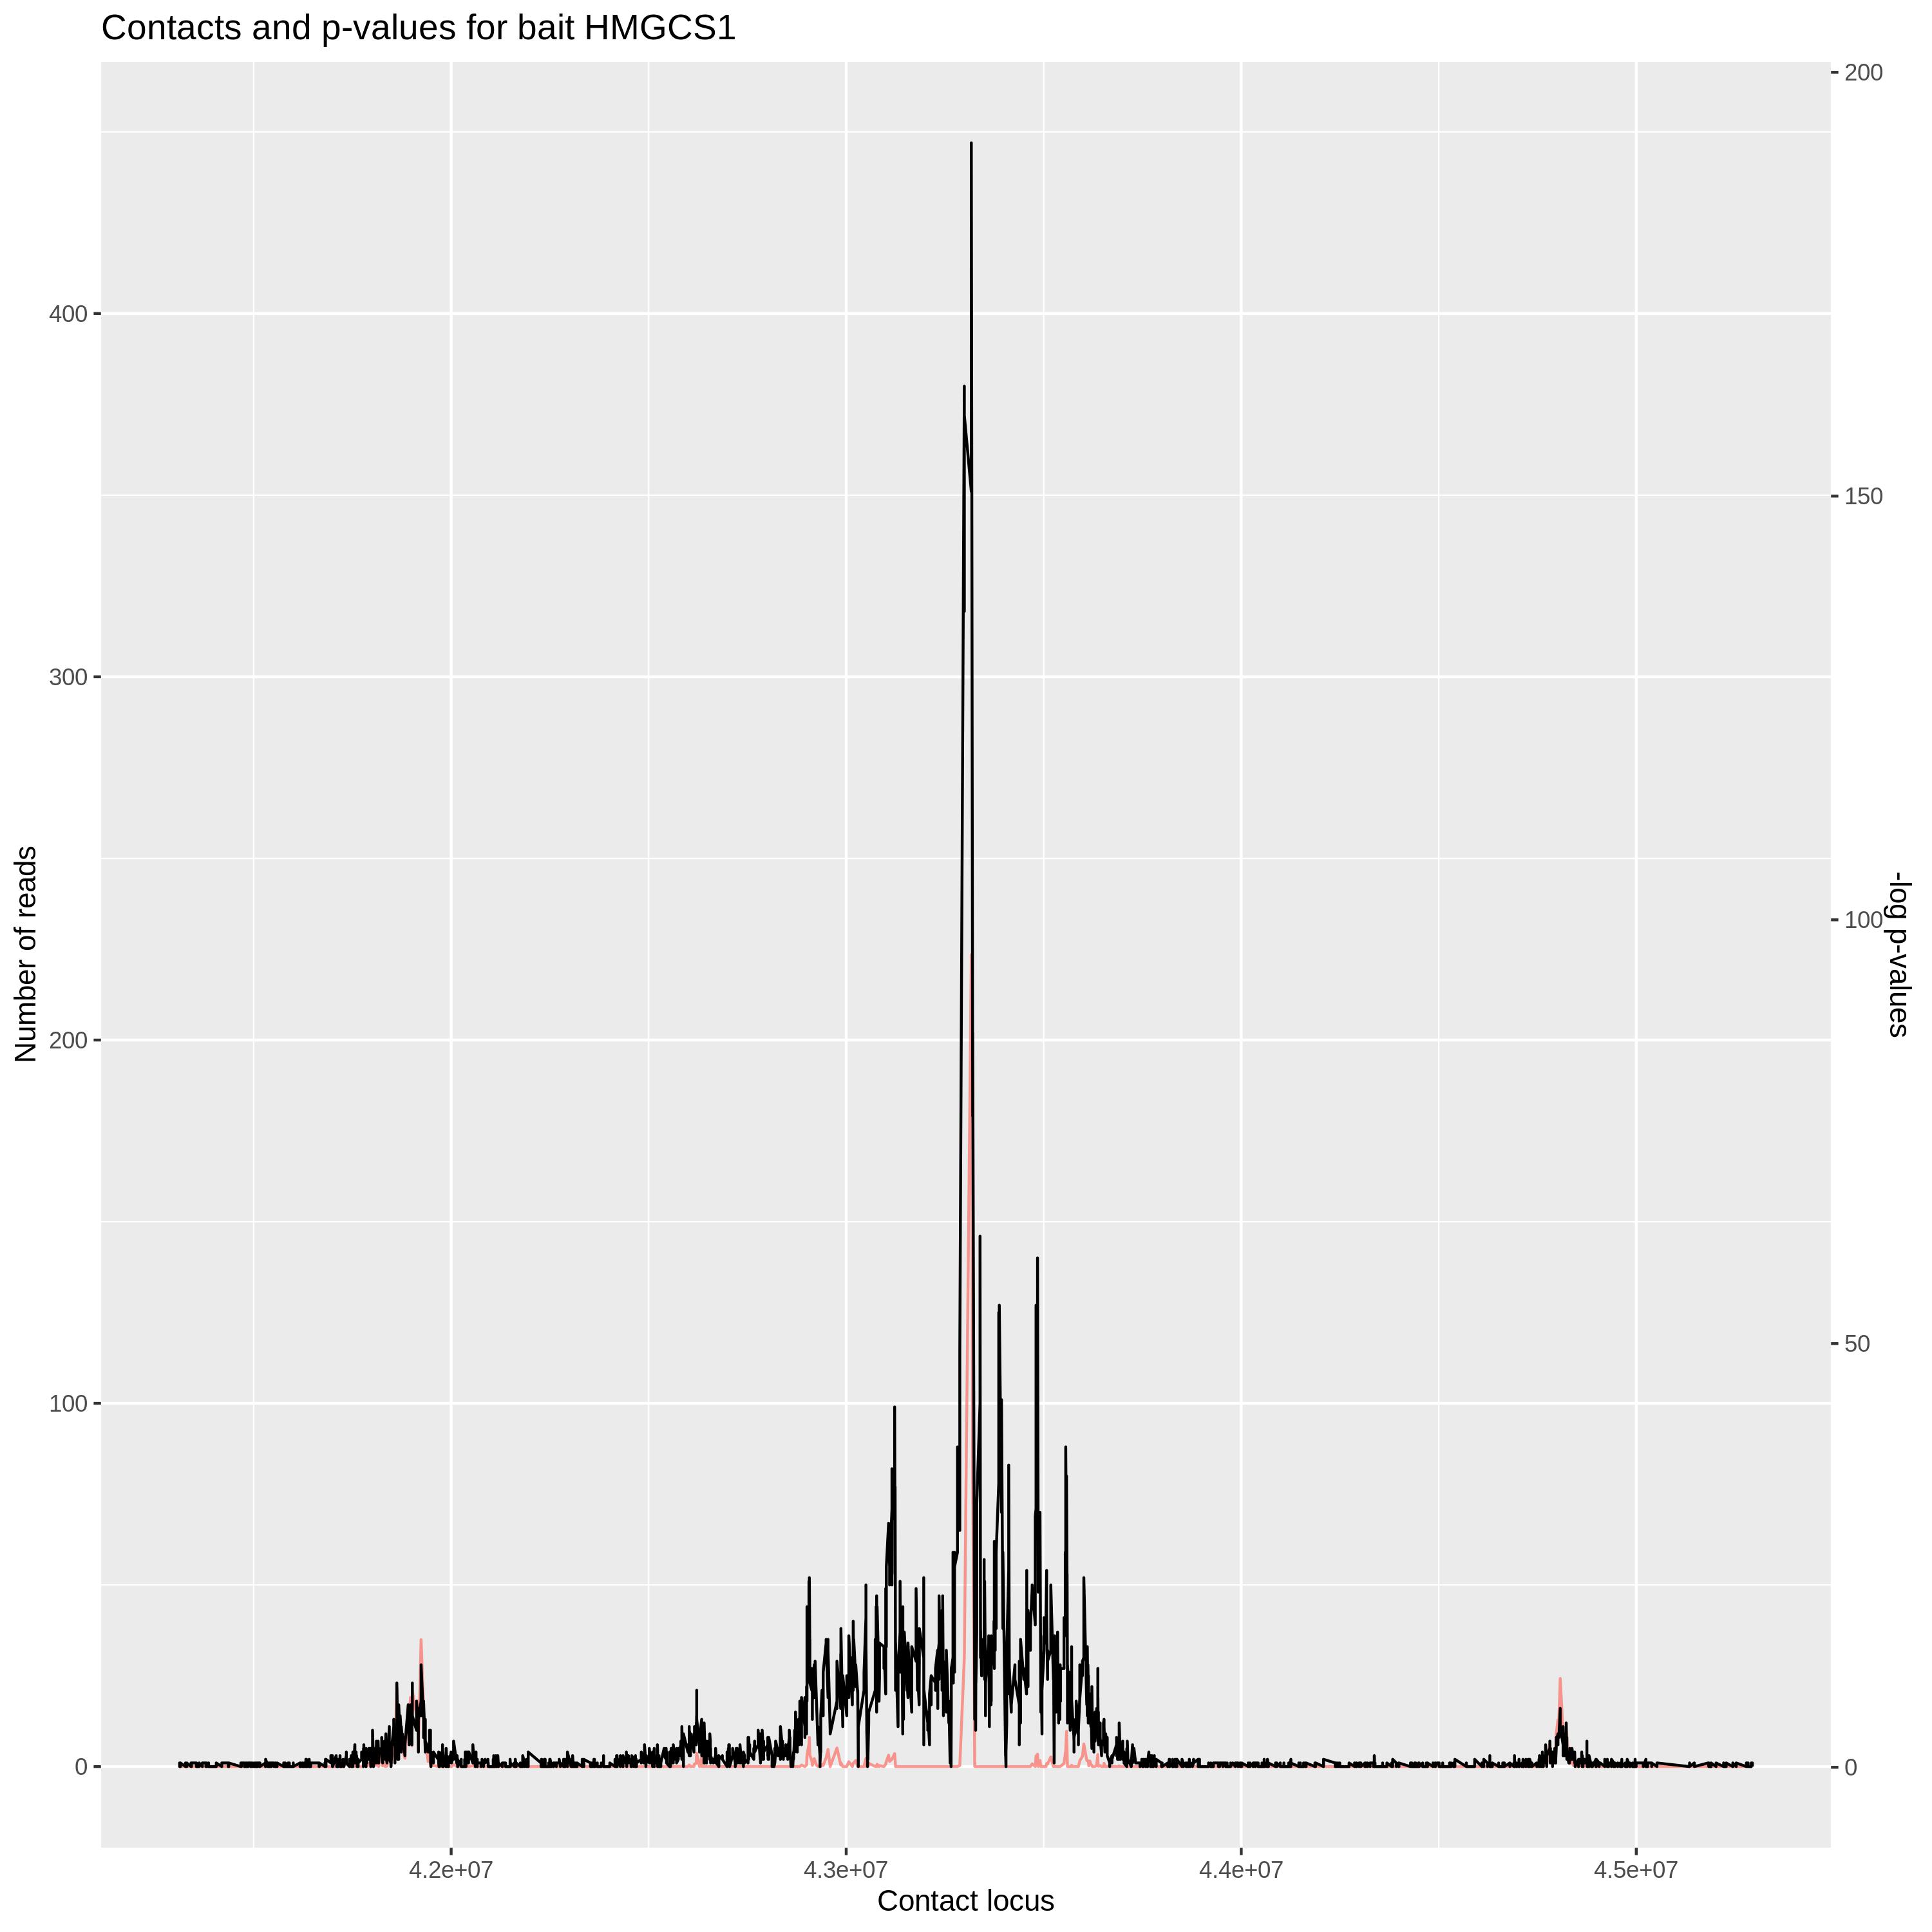 Contacts and p-values for bait HMGCS1
200
400
150
300
Number of reads
-log p-values
100
200
50
100
0
0
4.2e+07
4.3e+07
4.4e+07
4.5e+07
Contact locus